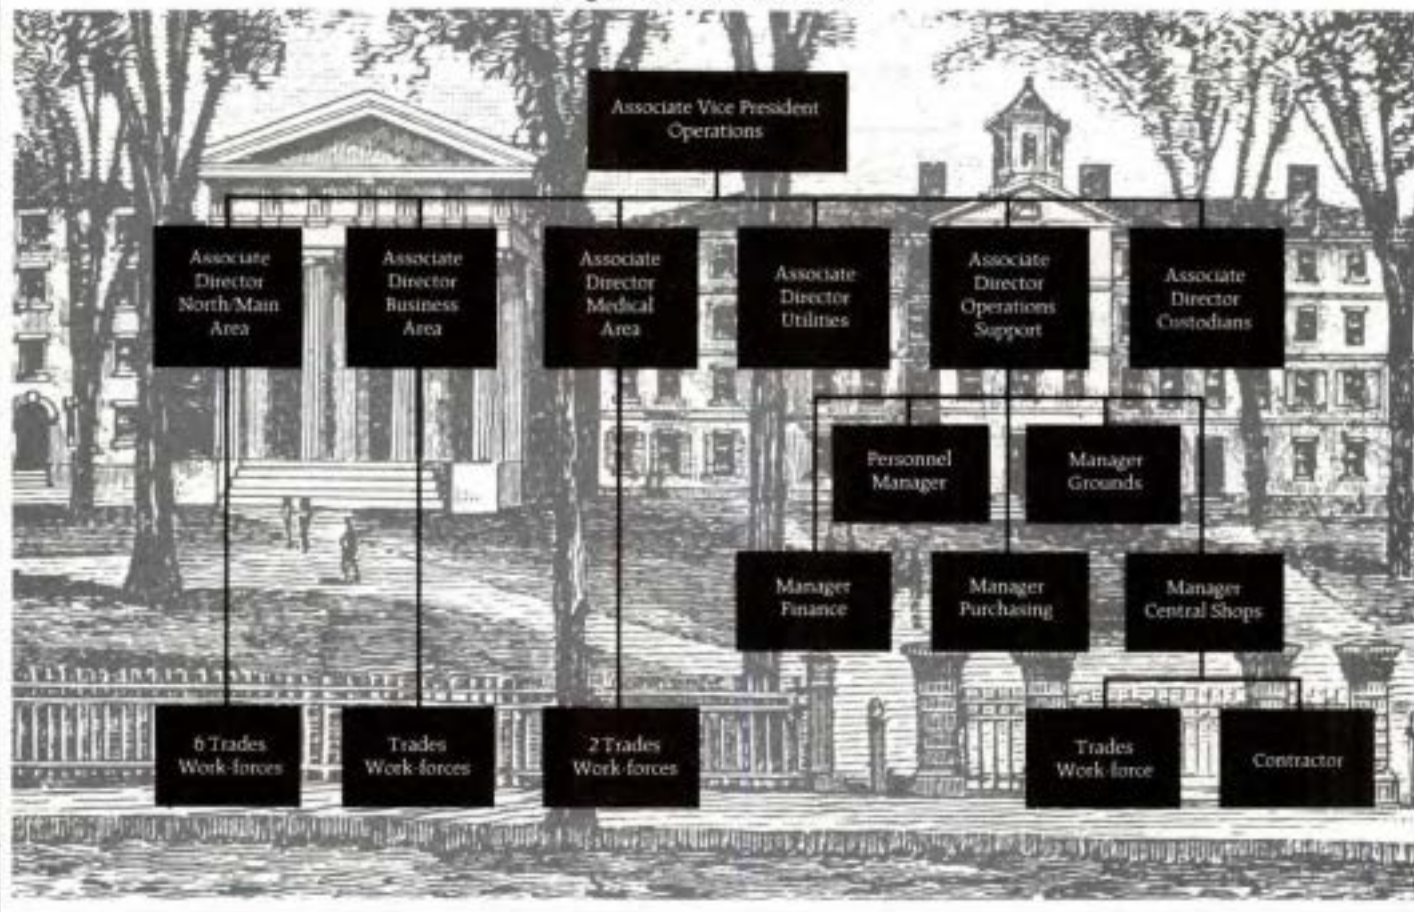 Associate Vice President
Operations
Associate
Director
North/Main
Area
Associate
Director
Business
Area
Associate
Director
Medical
Area
Associate
Director
Utilities
Associate
Director
Operations
Support
Associate
Director
Custodians
Personnel
Manager
Manager
Grounds
Manager
Finance
Manager
Purchasing
Manager
Central Shops
6 Trades
Work-forces
Trades
Work-forces
2 Trades
Work-forces
Trades
Work-force
Contractor